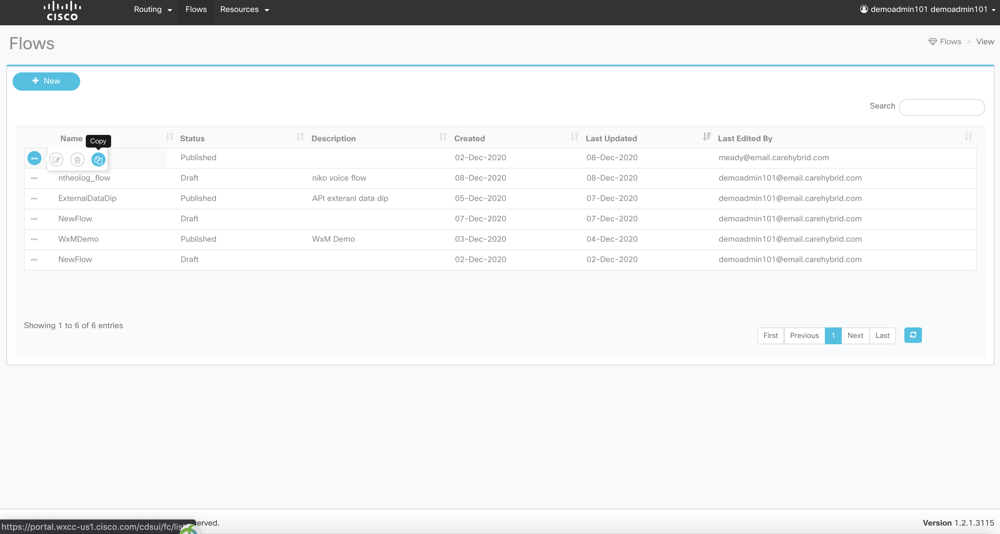 CISCO
Routing Flows Resources demoadmin101 demoadmin101
Flows
Flows > View
+ New
Search
Name Status Description Created Last Updated Last Edited By
Copy
Published 02-Dec-2020 08-Dec-2020 meady@email.carehybrid.com
ntheolog_flow Draft niko voice flow 08-Dec-2020 08-Dec-2020 demoadmin101@email.carehybrid.com
ExternalDataDip Published API exteranl data dip 05-Dec-2020 07-Dec-2020 demoadmin101@email.carehybrid.com
NewFlow Draft 07-Dec-2020 07-Dec-2020 demoadmin101@email.carehybrid.com
WxMDemo Published WxM Demo 03-Dec-2020 04-Dec-2020 demoadmin101@email.carehybrid.com
NewFlow Draft 02-Dec-2020 02-Dec-2020 demoadmin101@email.carehybrid.com
Showing 1 to 6 of 6 entries
First Previous 1 Next Last
served.
Version 1.2.1.3115
https://portal.wxcc-us1.cisco.com/cdsui/fc/list